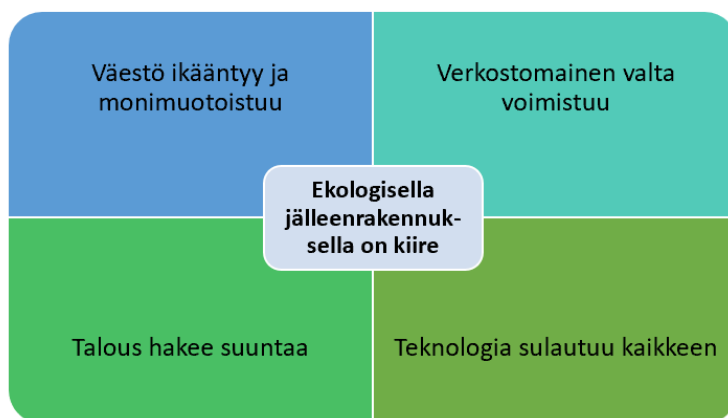 Väestö ikääntyy ja
monimuotoistuu
Verkostomainen valta
voimistuu
Ekologisella
jälleenrakennuk-
sella on kiire
Talous hakee suuntaa
Teknologia sulautuu kaikkeen